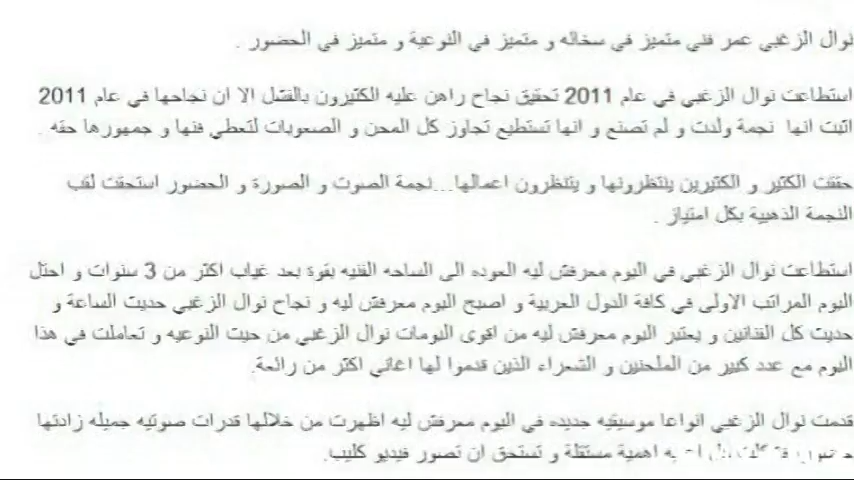 نوال الزغبي عمر فني متميز في سخائه و متميز في النوعية و متميز في الحضور .
استطاعت نوال الزغبي في عام 2011 تحقيق نجاح راهن عليه الكثيرون بالفشل الا ان نجاحها في عام 2011
اثبت انها نجمة ولدت و لم تصنع و انها تستطيع تجاوز كل المحن و الصعوبات لتعطي فنها و جمهورها حقه .
حققت الكثير و الكثيرين ينتظرونها و ينتظرون اعمالها...نجمة الصوت و الصورة و الحضور استحقت لقب
النجمة الذهبية بكل امتياز .
استطاعت نوال الزغبي في اليوم معرفش ليه العوده الى الساحه الفنيه بقوة بعد غياب اكثر من 3 سنوات و احتل
اليوم المراتب الاولى في كافة الدول العربية و اصبح اليوم معرفش ليه و نجاح نوال الزغبي حديث الساعة و
حديث كل الفنانين و يعتبر اليوم معرفش ليه من اقوى البومات نوال الزغبي من حيث النوعيه و تعاملت في هذا
اليوم مع عدد كبير من الملحنين و الشعراء الذين قدموا لها اغاني اكثر من رائعة.
قدمت نوال الزغبي انواعا موسيقيه جديده في اليوم معرفش ليه اظهرت من خلالها قدرات صوتيه جميله زادتها
اهمية مستقلة و تستحق ان تصور فيديو كليب.